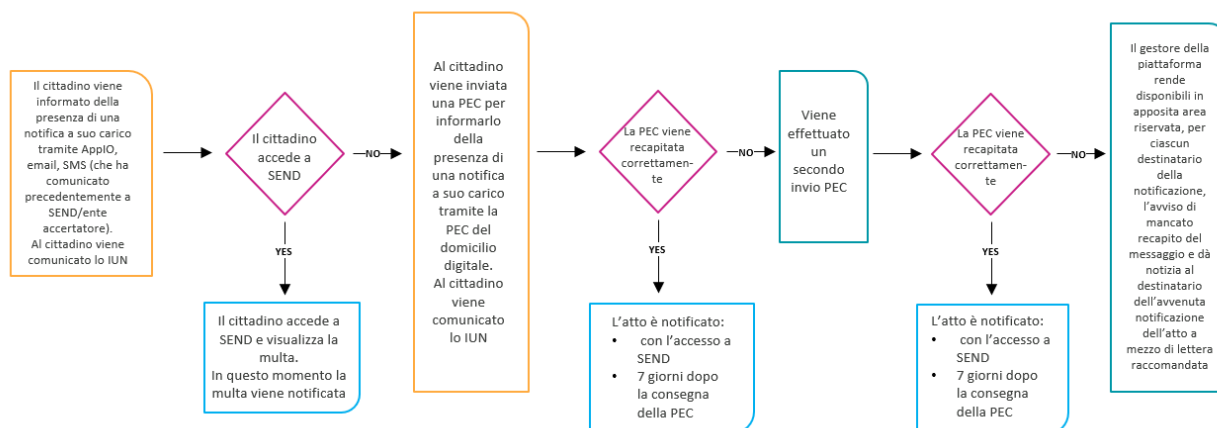 Il cittadino viene
informato della
presenza di una
notifica a suo carico
tramite AppIO,
email, SMS (che ha
comunicato
precedentemente a
SEND/ente
accertatore).
Al cittadino viene
comunicato lo IUN
Il cittadino
accede a
SEND
NO
YES
Il cittadino accede a
SEND e visualizza la
multa.
In questo momento la
multa viene notificata
Al cittadino
viene inviata
una PEC per
informarlo
della
presenza di
una notifica
a suo carico
tramite la
PEC del
domicilio
digitale.
Al cittadino
viene
comunicato
lo IUN
La PEC viene
recapitata
correttamen-
te
NO
YES
L'atto è notificato:
• con l'accesso a
SEND
• 7 giorni dopo
la consegna
della PEC
Viene
effettuato
un
secondo
invio PEC
La PEC viene
recapitata
correttamen-
te
NO
YES
L'atto è notificato:
• con l'accesso a
SEND
• 7 giorni dopo
la consegna
della PEC
Il gestore della
piattaforma
rende
disponibili in
apposita area
riservata, per
ciascun
destinatario
della
notificazione,
l'avviso di
mancato
recapito del
messaggio e dà
notizia al
destinatario
dell'avvenuta
notificazione
dell'atto a
mezzo di lettera
raccomandata